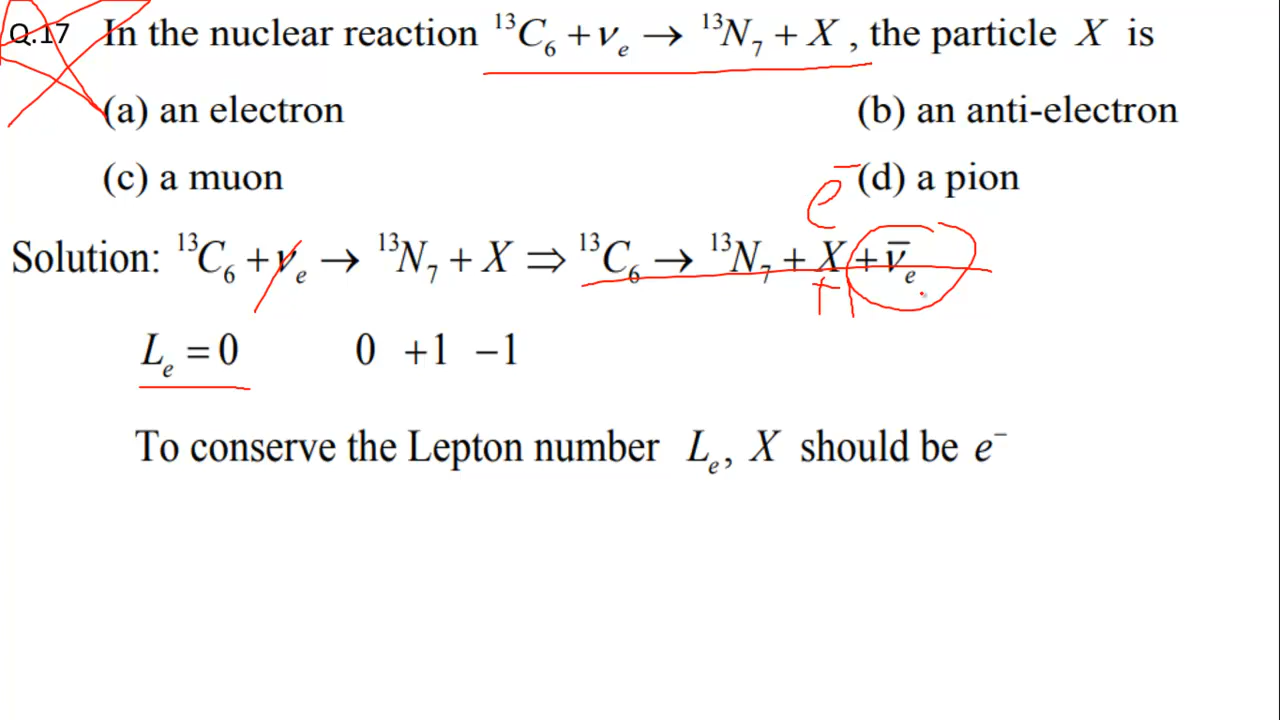 Q.17 In the nuclear reaction ¹³C₆ + νₑ → ¹³N₇ + X , the particle X is
(a) an electron (b) an anti-electron
(c) a muon (d) a pion
e⁻
Solution: ¹³C₆ + νₑ → ¹³N₇ + X ⇒ ¹³C₆ → ¹³N₇ + X + ν̄ₑ
+1
Lₑ = 0 0 +1 −1
To conserve the Lepton number Lₑ, X should be e⁻